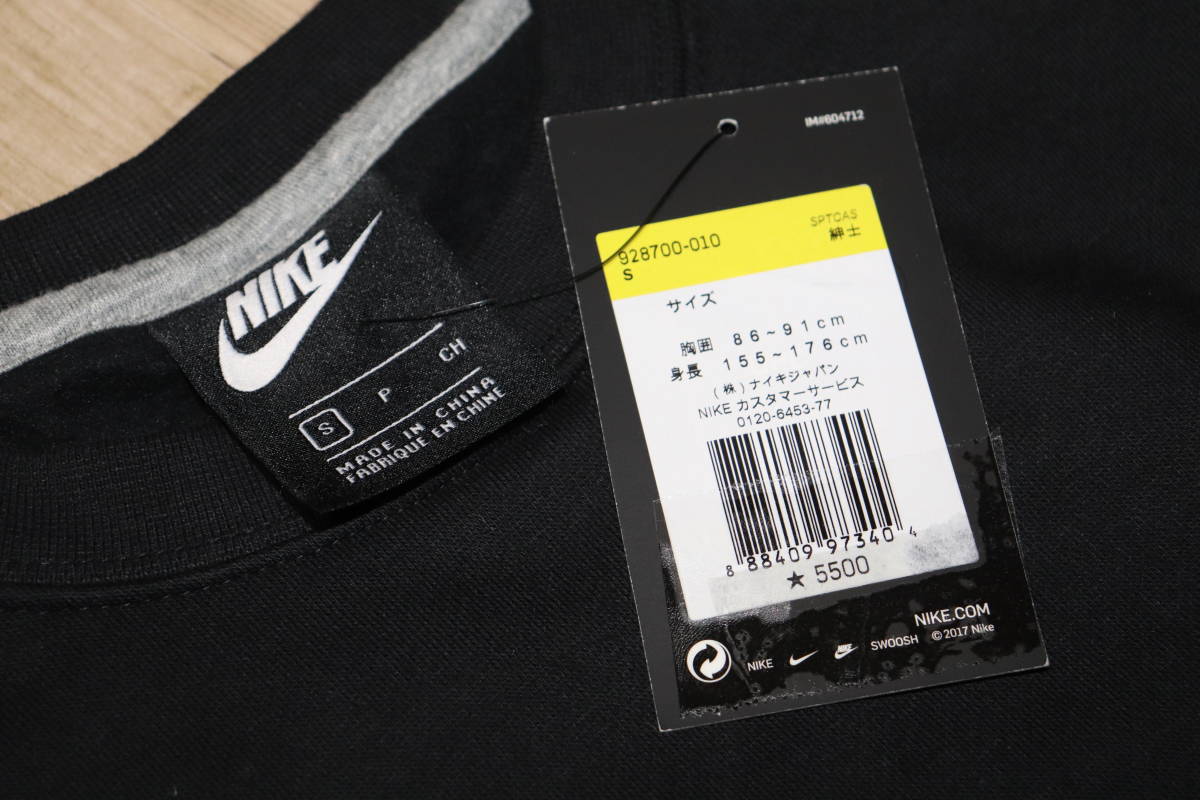 NIKE
S P CH
MADE IN CHINA
FABRIQUE EN CHINE
IM#604712
928700-010 SPTCAS
S 紳士
サイズ
胸囲 86~91cm
身長 155~176cm
(株)ナイキジャパン
NIKE カスタマーサービス
0120-6453-77
8 88409 97340 4
★5500
NIKE.COM
NIKE NIKE SWOOSH ©2017 Nike